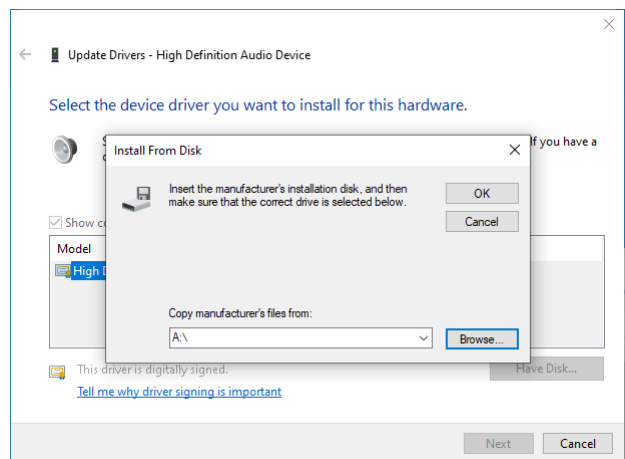 Update Drivers - High Definition Audio Device
Select the device driver you want to install for this hardware.
If you have a
Install From Disk
Insert the manufacturer's installation disk, and then
make sure that the correct drive is selected below.
OK
Cancel
Show
Model
High
Copy manufacturer's files from:
A:\
Browse...
This driver is digitally signed.
Have Disk...
Tell me why driver signing is important
Next
Cancel